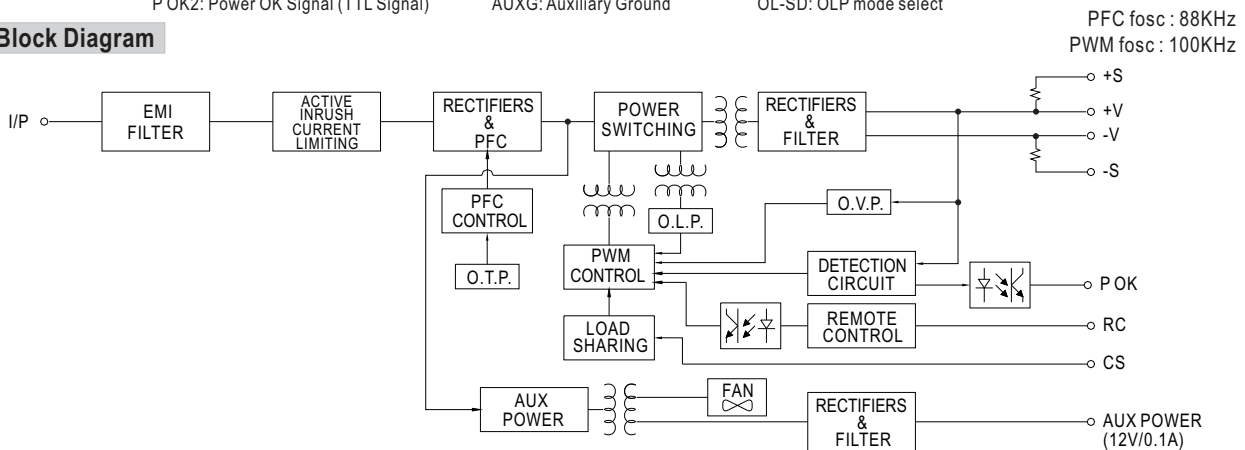 P OK2: Power OK Signal (TTL Signal) AUXG: Auxiliary Ground OL-SD: OLP mode select
Block Diagram
PFC fosc : 88KHz
PWM fosc : 100KHz
I/P
EMI
FILTER
ACTIVE
INRUSH
CURRENT
LIMITING
RECTIFIERS
&
PFC
POWER
SWITCHING
RECTIFIERS
&
FILTER
+S
+V
-V
-S
PFC
CONTROL
O.L.P.
O.V.P.
O.T.P.
PWM
CONTROL
DETECTION
CIRCUIT
P OK
LOAD
SHARING
REMOTE
CONTROL
RC
CS
AUX
POWER
FAN
RECTIFIERS
&
FILTER
AUX POWER
(12V/0.1A)